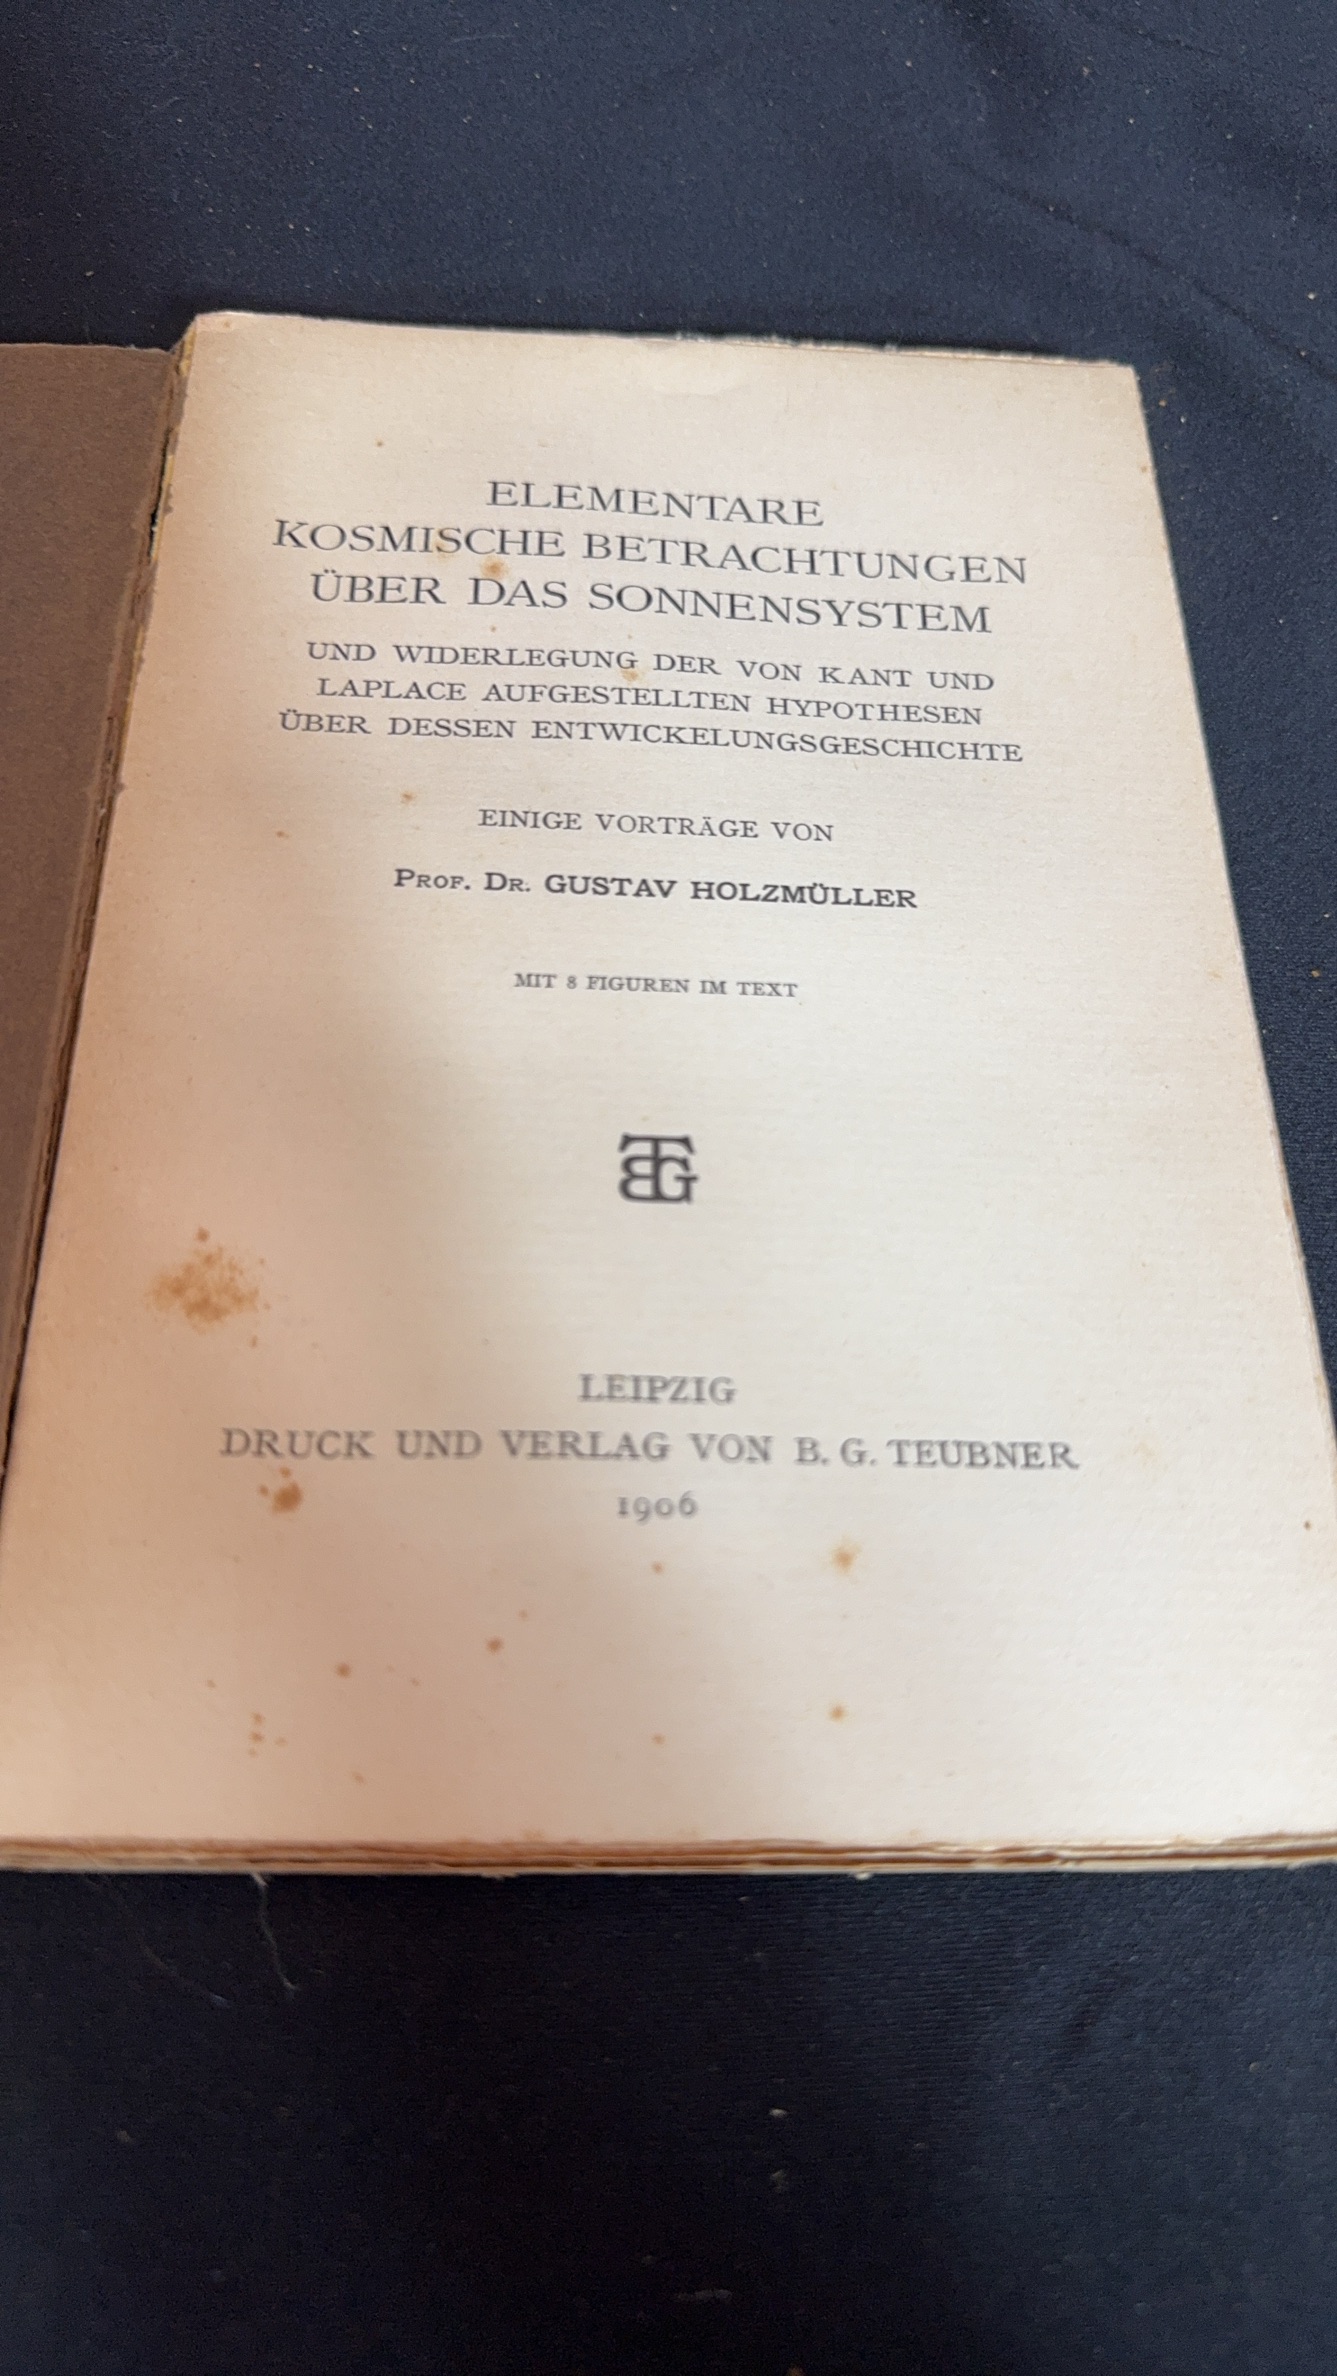 ELEMENTARE
KOSMISCHE BETRACHTUNGEN
ÜBER DAS SONNENSYSTEM
UND WIDERLEGUNG DER VON KANT UND
LAPLACE AUFGESTELLTEN HYPOTHESEN
ÜBER DESSEN ENTWICKELUNGSGESCHICHTE
EINIGE VORTRÄGE VON
PROF. DR. GUSTAV HOLZMÜLLER
MIT 8 FIGUREN IM TEXT
BTG
LEIPZIG
DRUCK UND VERLAG VON B. G. TEUBNER
1906